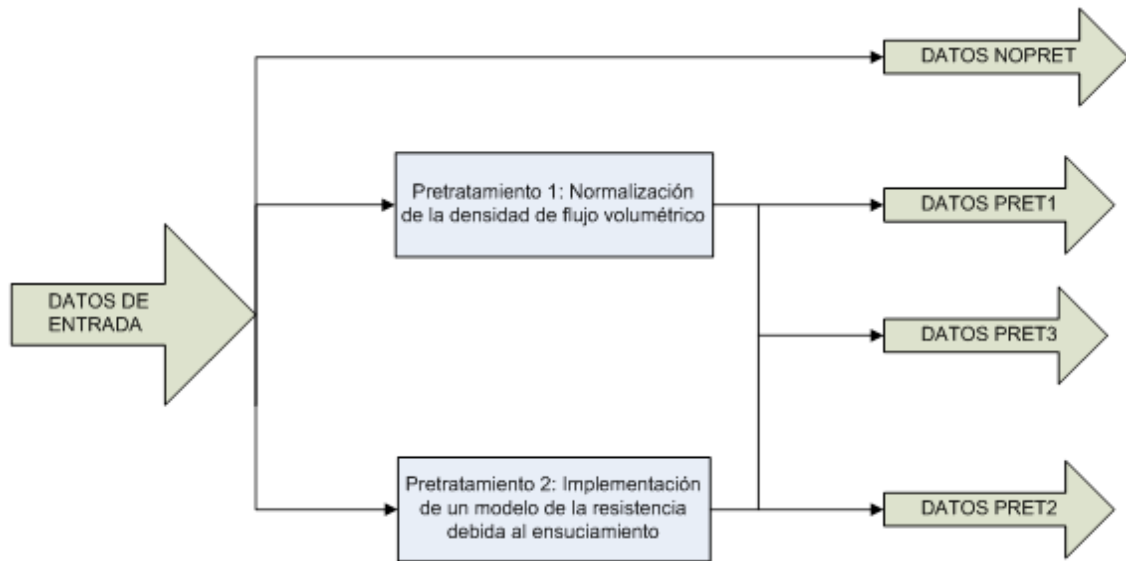 DATOS NOPRET
Pretratamiento 1: Normalización
de la densidad de flujo volumétrico
DATOS PRET1
DATOS DE
ENTRADA
DATOS PRET3
Pretratamiento 2: Implementación
de un modelo de la resistencia
debida al ensuciamiento
DATOS PRET2